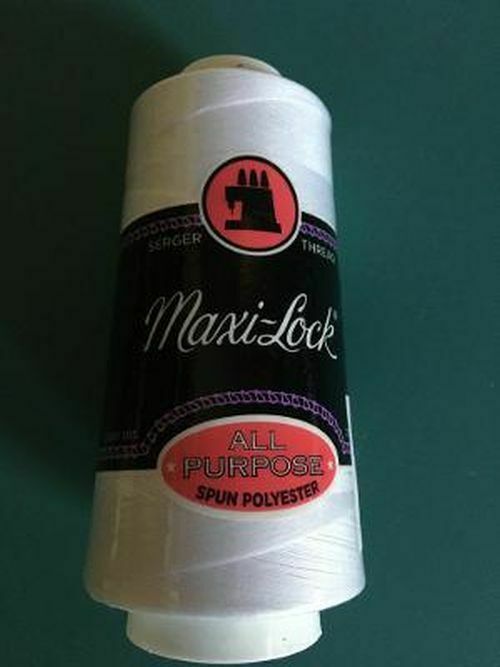 SERGER THREAD
Maxi-Lock®
ALL
PURPOSE
SPUN POLYESTER